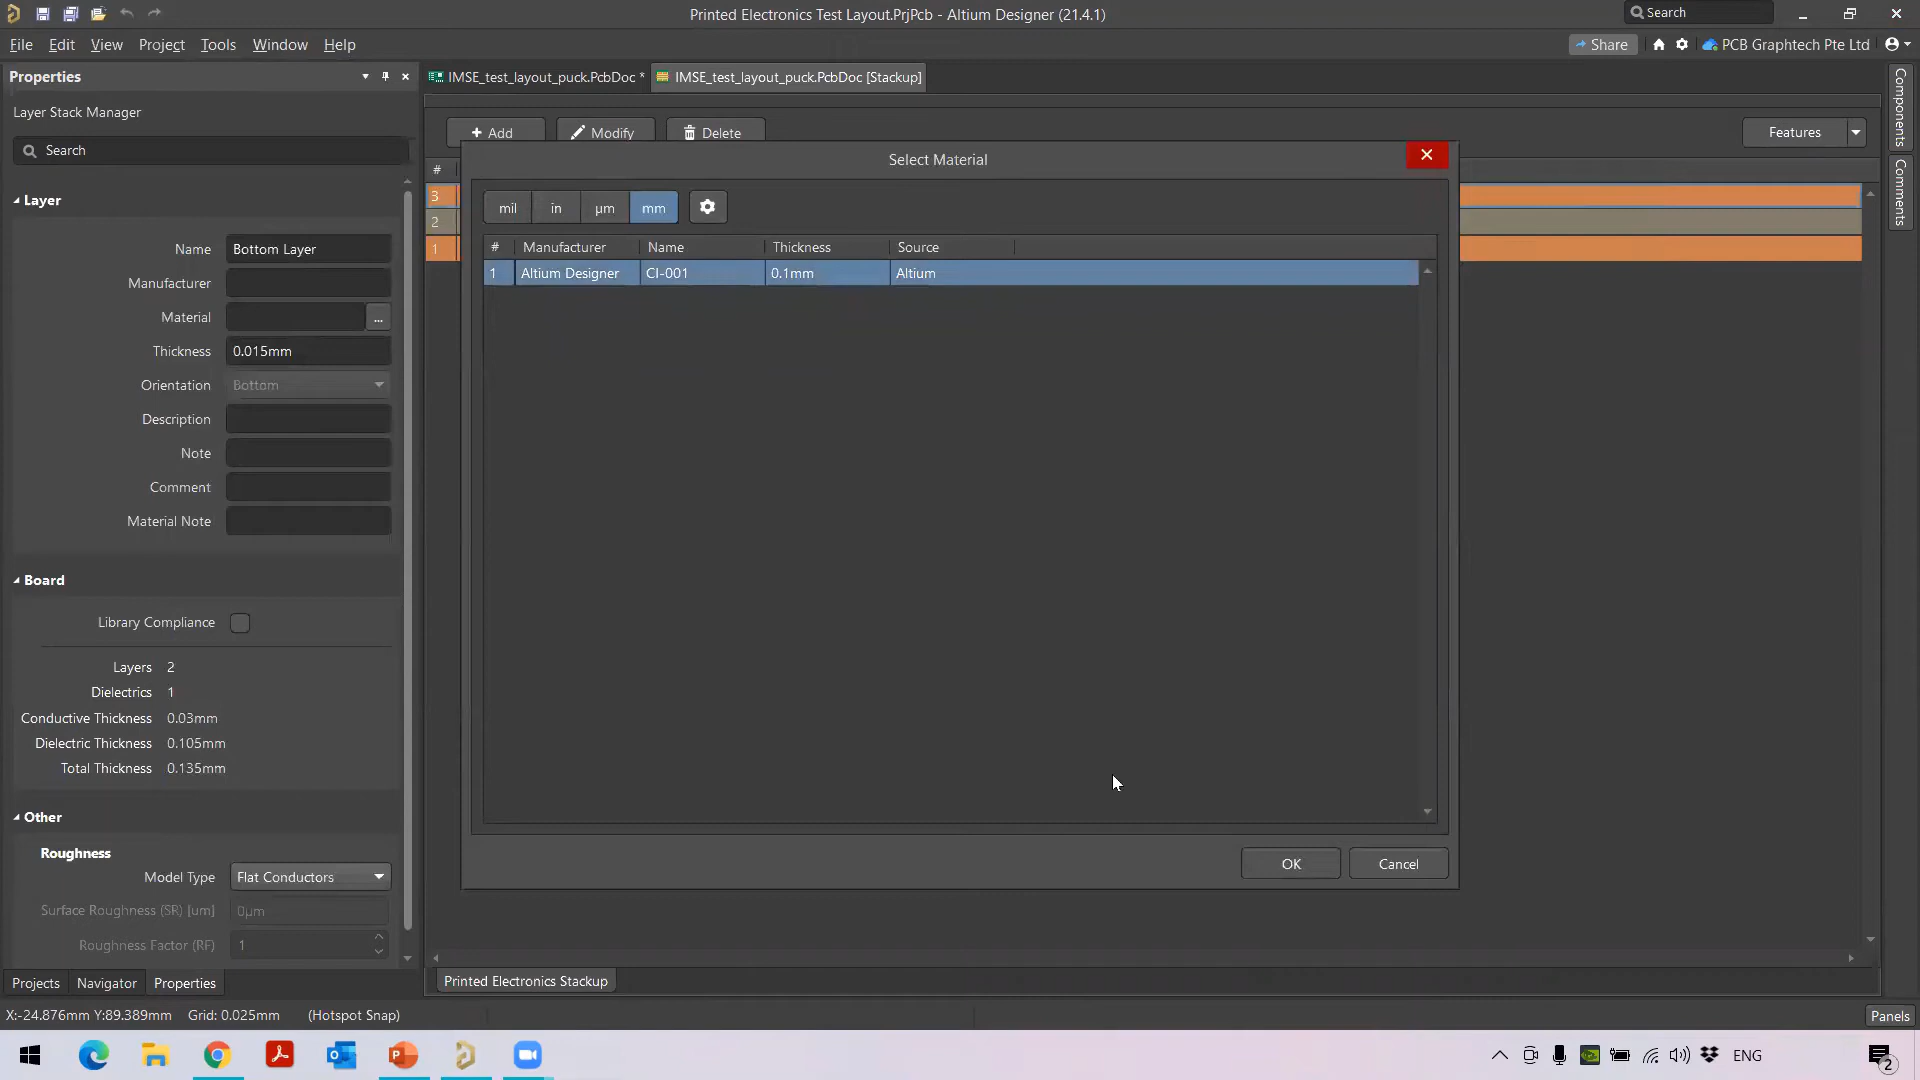 Printed Electronics Test Layout.PrjPcb - Altium Designer (21.4.1)
Search
File Edit View Project Tools Window Help
Share
PCB Graphtech Pte Ltd
Properties
IMSE_test_layout_puck.PcbDoc *
IMSE_test_layout_puck.PcbDoc [Stackup]
Components
Comments
Layer Stack Manager
Search
+ Add
Modify
Delete
Features
#
3
2
1
Select Material
mil in µm mm
# Manufacturer Name Thickness Source
1 Altium Designer CI-001 0.1mm Altium
OK
Cancel
Layer
Name Bottom Layer
Manufacturer
Material ...
Thickness 0.015mm
Orientation Bottom
Description
Note
Comment
Material Note
Board
Library Compliance
Layers 2
Dielectrics 1
Conductive Thickness 0.03mm
Dielectric Thickness 0.105mm
Total Thickness 0.135mm
Other
Roughness
Model Type Flat Conductors
Surface Roughness (SR) [um] 0µm
Roughness Factor (RF) 1
Projects Navigator Properties
Printed Electronics Stackup
X:-24.876mm Y:89.389mm Grid: 0.025mm (Hotspot Snap)
Panels
ENG
2